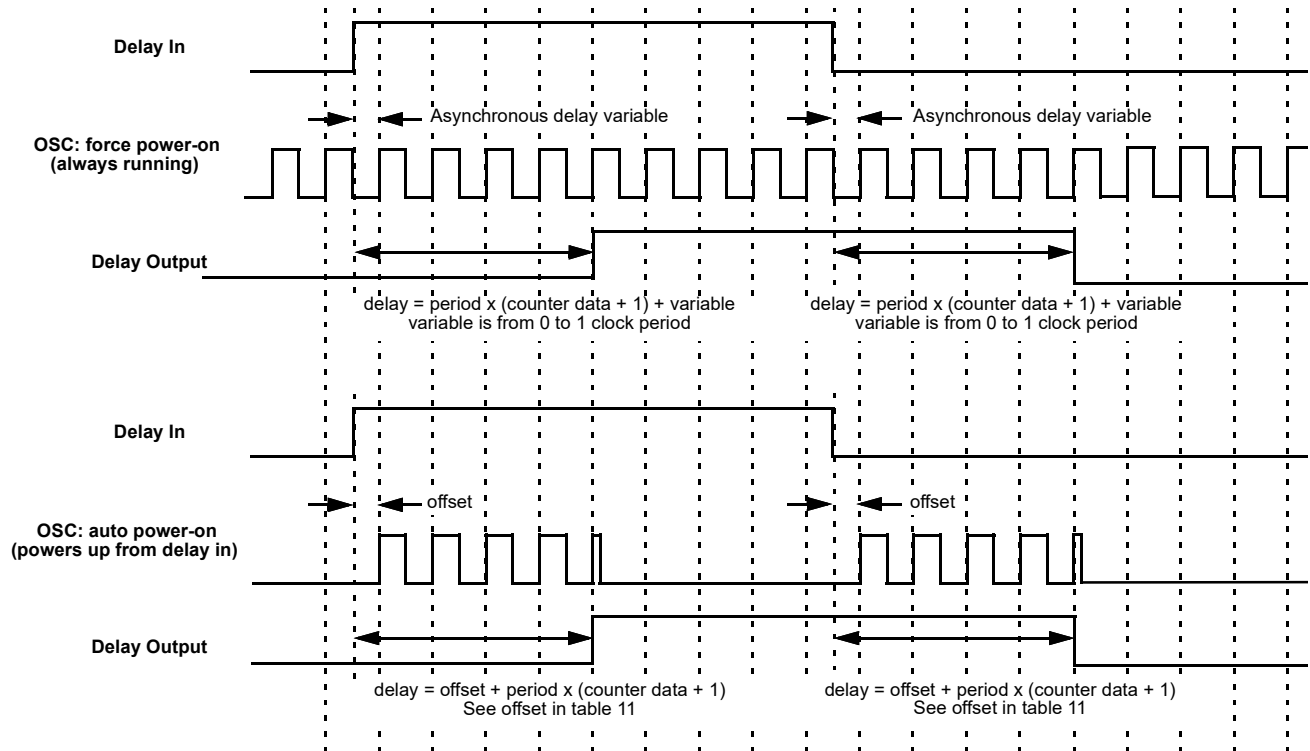 Delay In
Asynchronous delay variable
Asynchronous delay variable
OSC: force power-on
(always running)
Delay Output
delay = period x (counter data + 1) + variable
variable is from 0 to 1 clock period
delay = period x (counter data + 1) + variable
variable is from 0 to 1 clock period
Delay In
offset
offset
OSC: auto power-on
(powers up from delay in)
Delay Output
delay = offset + period x (counter data + 1)
See offset in table 11
delay = offset + period x (counter data + 1)
See offset in table 11